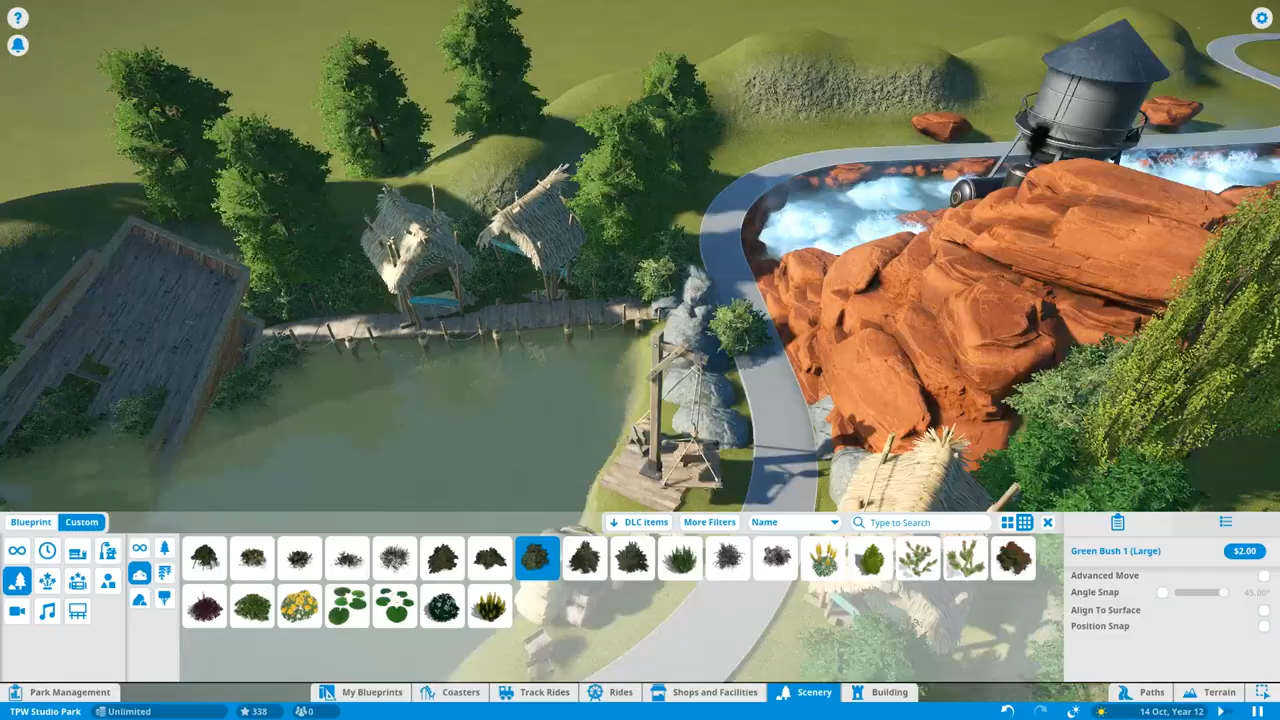 ?
Blueprint
Custom
DLC items
More Filters
Name
Type to Search
Green Bush 1 (Large)
$2.00
Advanced Move
Angle Snap
45.00°
Align To Surface
Position Snap
Park Management
My Blueprints
Coasters
Track Rides
Rides
Shops and Facilities
Scenery
Building
Paths
Terrain
TPW Studio Park
Unlimited
338
0
14 Oct, Year 12